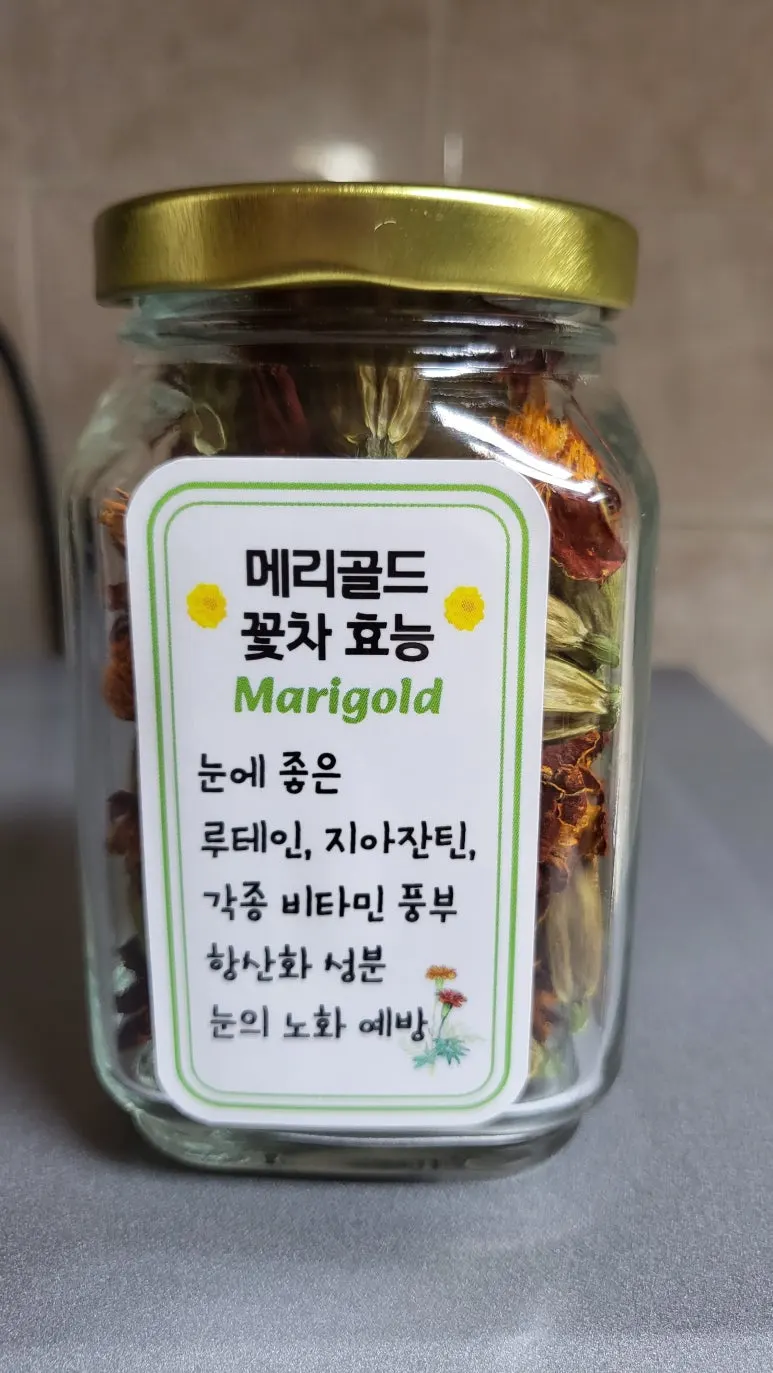 메리골드
꽃차 효능
Marigold
눈에 좋은
루테인, 지아잔틴,
각종 비타민 풍부
항산화 성분
눈의 노화 예방